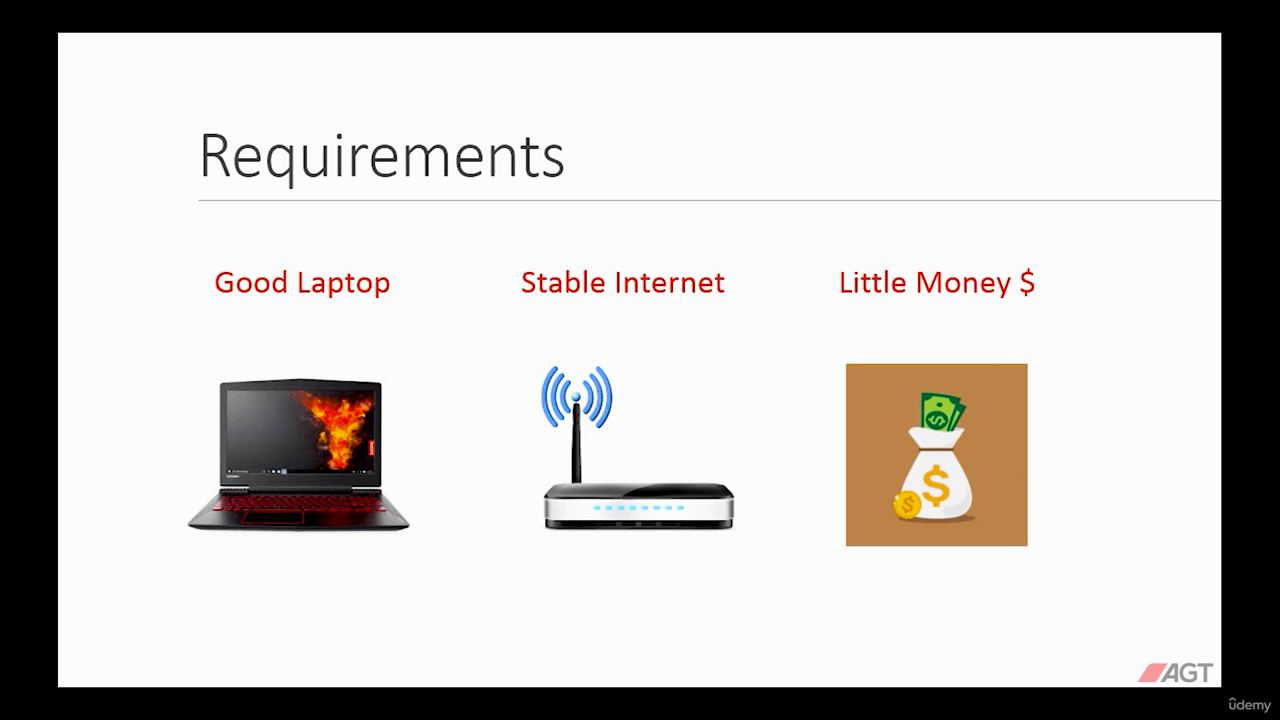 Requirements
Good Laptop
Stable Internet
Little Money $
AGT
ûdemy